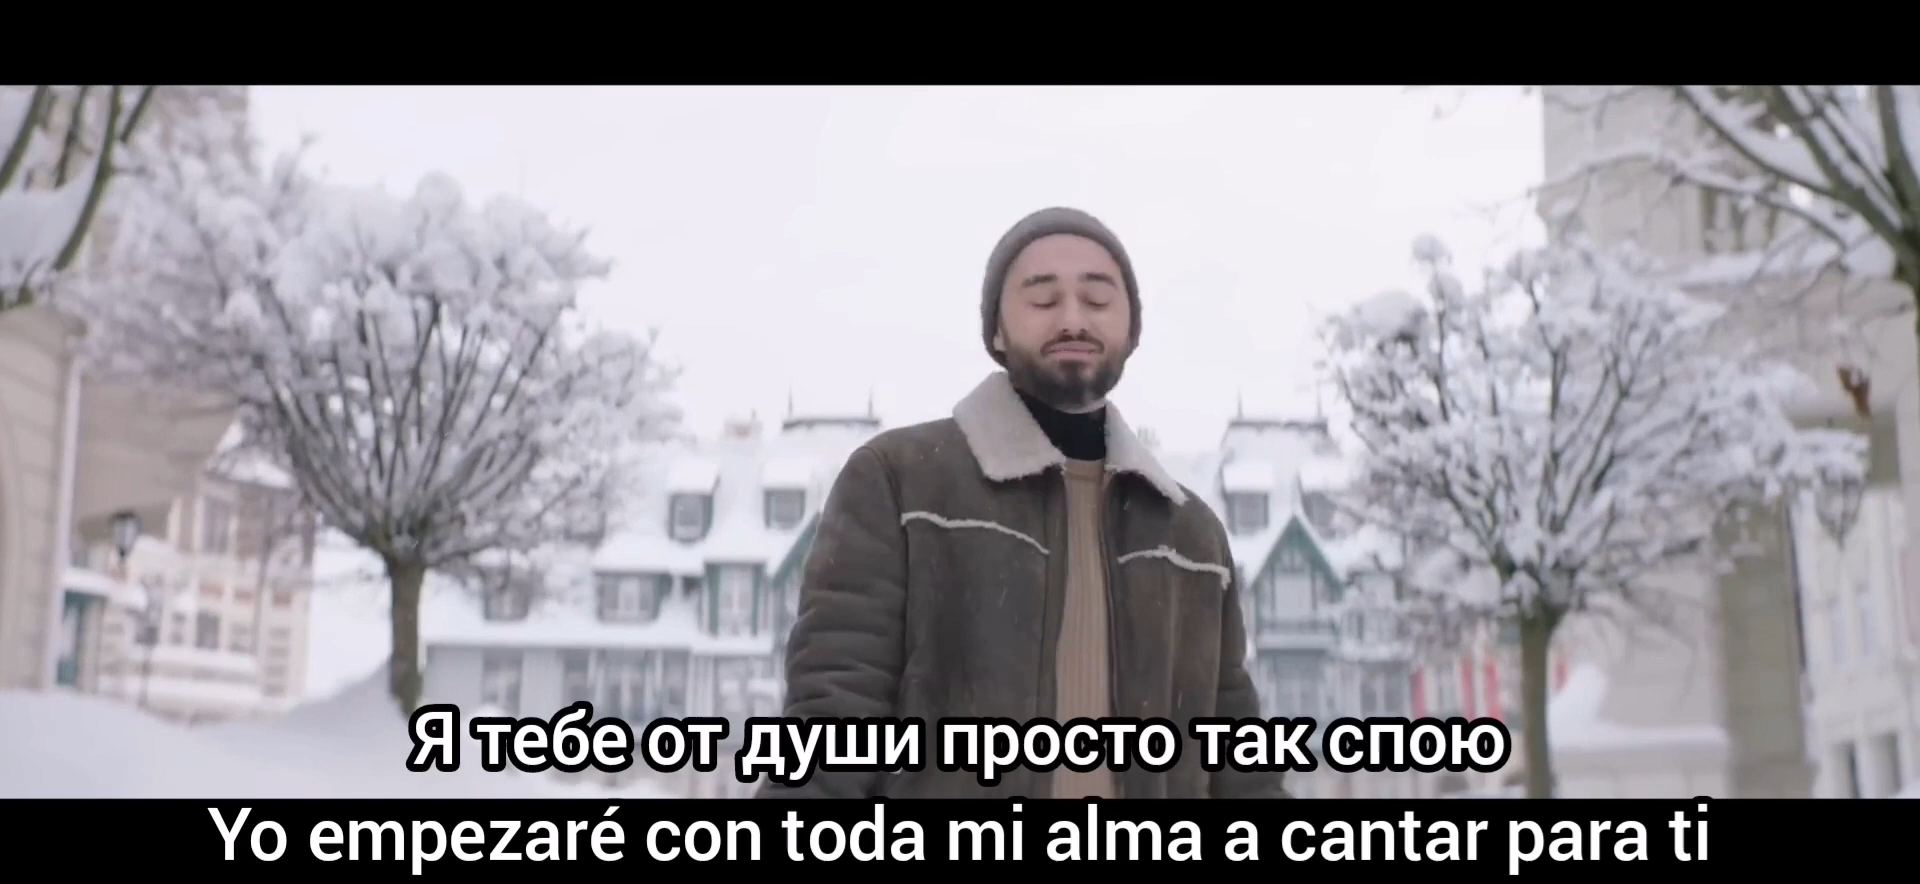 Я тебе от души просто так спою
Yo empezaré con toda mi alma a cantar para ti